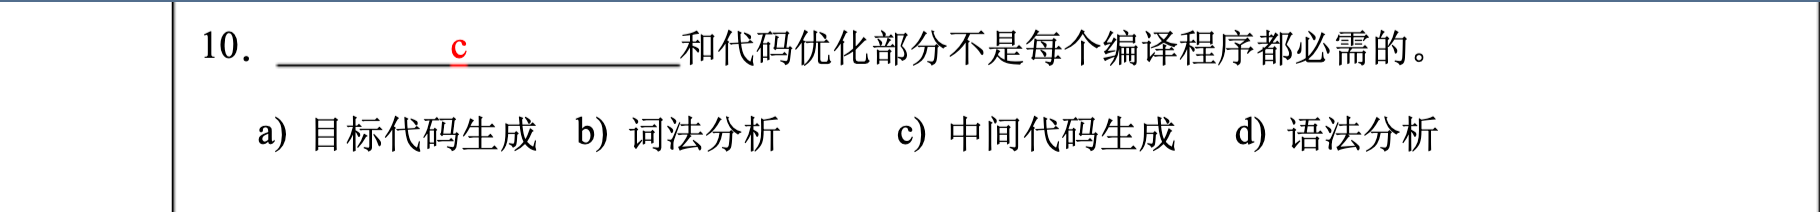 10. c 和代码优化部分不是每个编译程序都必需的。
a) 目标代码生成 b) 词法分析 c) 中间代码生成 d) 语法分析